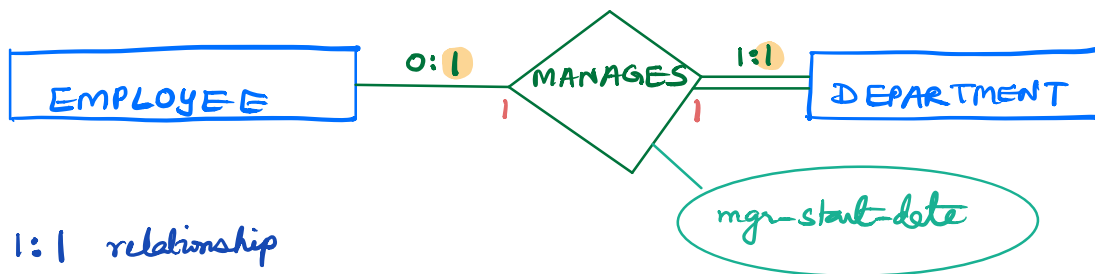 0:1
1:1
EMPLOYEE
MANAGES
DEPARTMENT
1
1
mgr-start-date
1:1 relationship